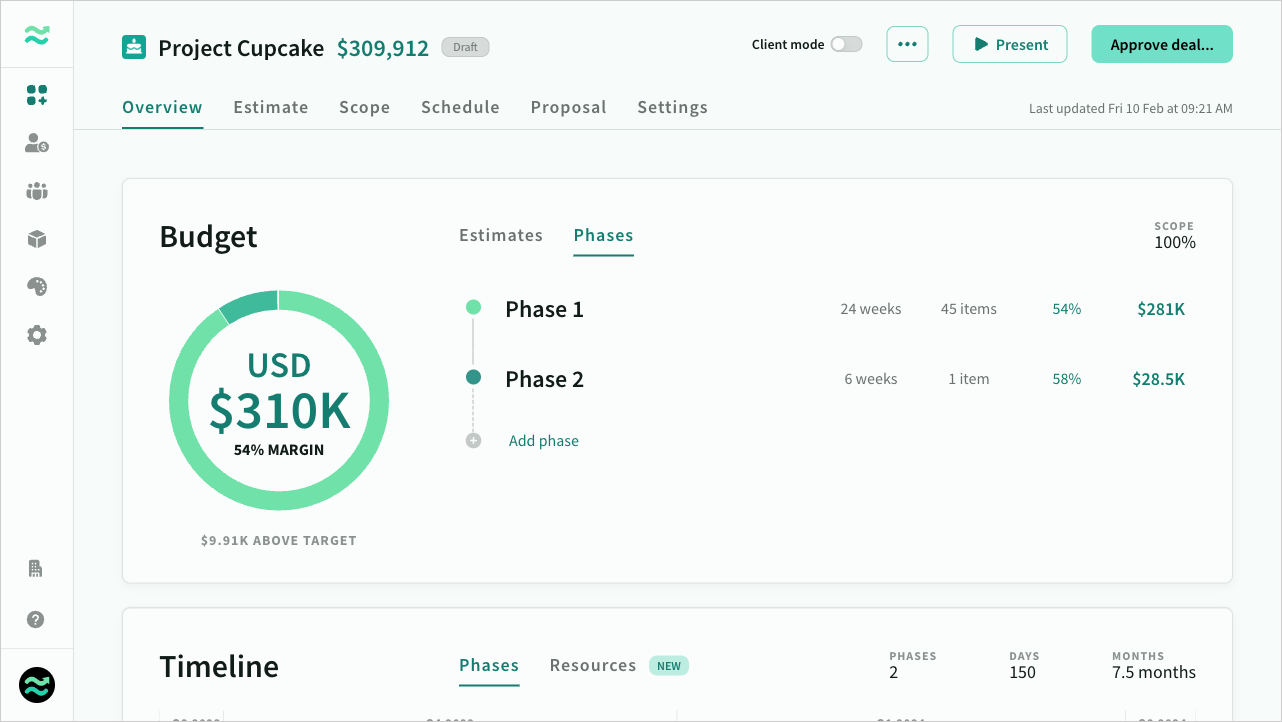 Project Cupcake $309,912 Draft
Client mode
•••
Present
Approve deal...
Overview Estimate Scope Schedule Proposal Settings
Last updated Fri 10 Feb at 09:21 AM
Budget
Estimates Phases
SCOPE
100%
USD
$310K
54% MARGIN
$9.91K ABOVE TARGET
Phase 1 24 weeks 45 items 54% $281K
Phase 2 6 weeks 1 item 58% $28.5K
Add phase
Timeline
Phases Resources NEW
PHASES
2
DAYS
150
MONTHS
7.5 months